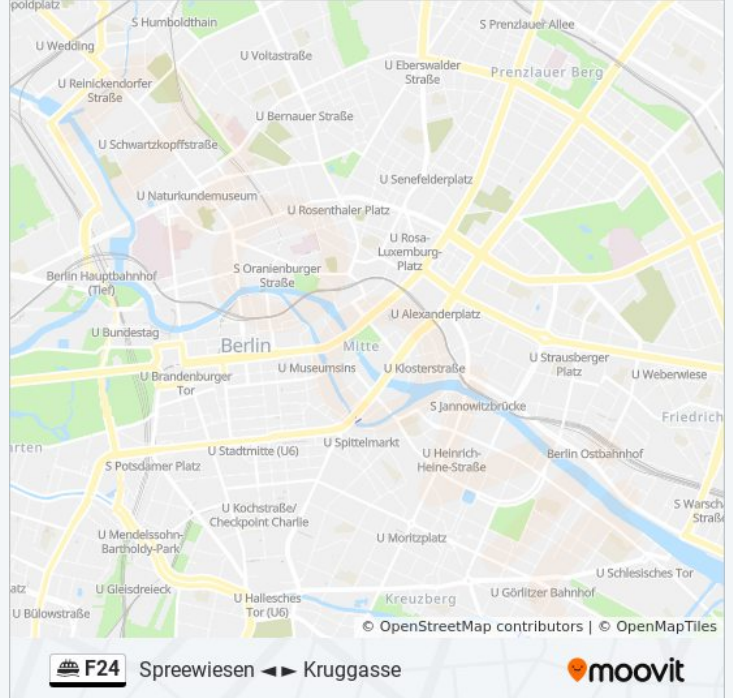 poldplatz
S Humboldthain
S Prenzlauer Allee
U Wedding
U Voltastraße
U Eberswalder
Straße
Prenzlauer Berg
U Reinickendorfer
Straße
U Bernauer Straße
U Schwartzkopffstraße
U Senefelderplatz
U Naturkundemuseum
U Rosenthaler Platz
U Rosa-
Luxemburg-
Platz
Berlin Hauptbahnhof
(Tief)
S Oranienburger
Straße
U Alexanderplatz
U Bundestag
Berlin
Mitte
U Strausberger
Platz
U Museumsins
U Klosterstraße
U Weberwiese
U Brandenburger
Tor
S Jannowitzbrücke
Friedrich
rten
U Stadtmitte (U6)
U Spittelmarkt
U Heinrich-
Heine-Straße
Berlin Ostbahnhof
S Potsdamer Platz
S Warsch
Straße
U Kochstraße/
Checkpoint Charlie
U Mendelssohn-
Bartholdy-Park
U Moritzplatz
U Schlesisches Tor
atz
U Gleisdreieck
U Hallesches
Tor (U6)
Kreuzberg
U Görlitzer Bahnhof
U Bülowstraße
© OpenStreetMap contributors | © OpenMapTiles
F24 Spreewiesen ◄ ► Kruggasse
moovit